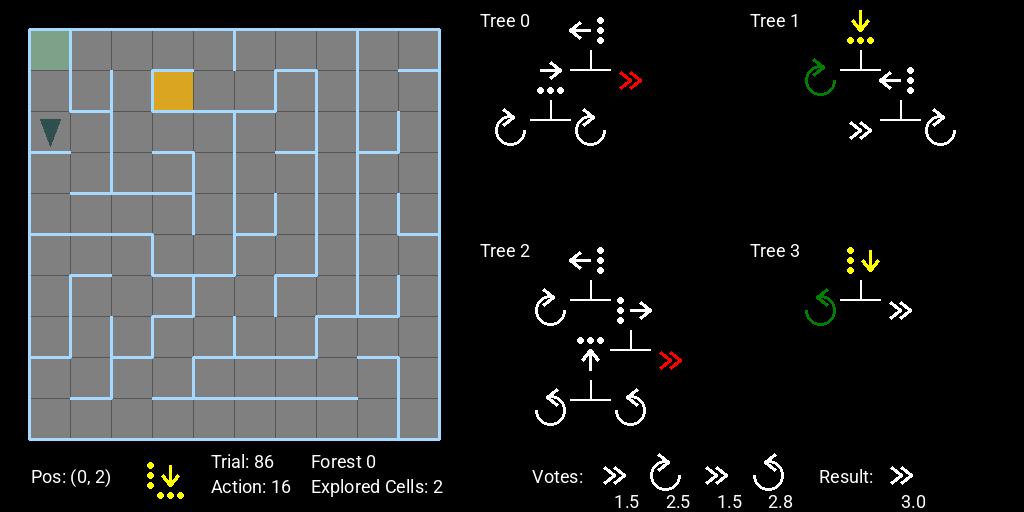 Tree 0
Tree 1
Tree 2
Tree 3
Pos: (0, 2)
Trial: 86
Forest 0
Action: 16
Explored Cells: 2
Votes:
1.5
2.5
1.5
2.8
Result:
3.0